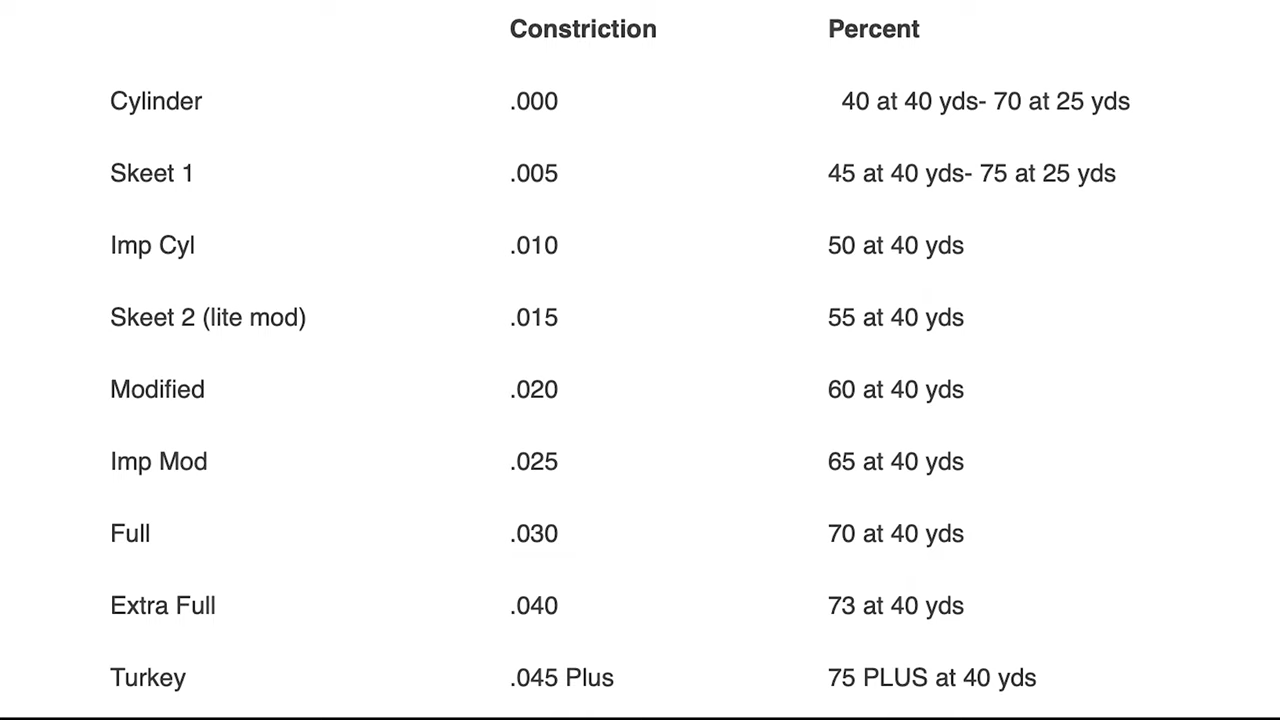 Constriction Percent
Cylinder .000 40 at 40 yds- 70 at 25 yds
Skeet 1 .005 45 at 40 yds- 75 at 25 yds
Imp Cyl .010 50 at 40 yds
Skeet 2 (lite mod) .015 55 at 40 yds
Modified .020 60 at 40 yds
Imp Mod .025 65 at 40 yds
Full .030 70 at 40 yds
Extra Full .040 73 at 40 yds
Turkey .045 Plus 75 PLUS at 40 yds